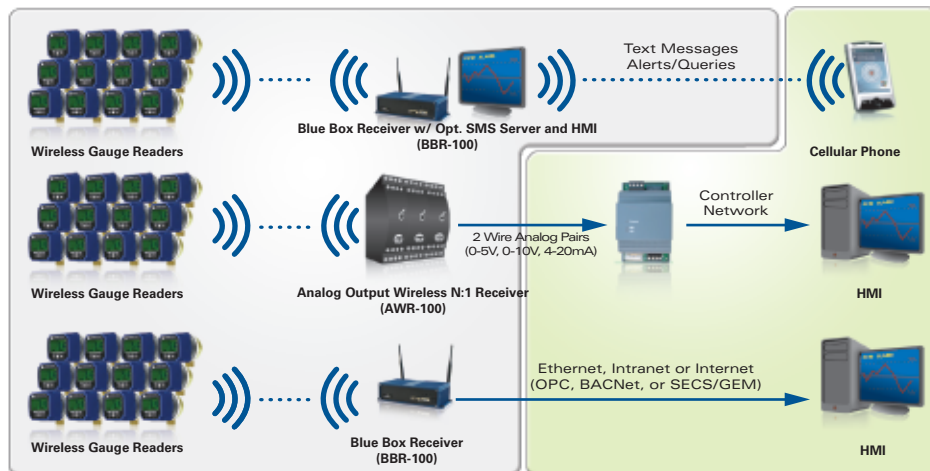 Text Messages
Alerts/Queries
Blue Box Receiver w/ Opt. SMS Server and HMI
(BBR-100)
Wireless Gauge Readers
Cellular Phone
Controller
Network
2 Wire Analog Pairs
(0-5V, 0-10V, 4-20mA)
Wireless Gauge Readers
Analog Output Wireless N:1 Receiver
(AWR-100)
HMI
Ethernet, Intranet or Internet
(OPC, BACNet, or SECS/GEM)
Wireless Gauge Readers
Blue Box Receiver
(BBR-100)
HMI